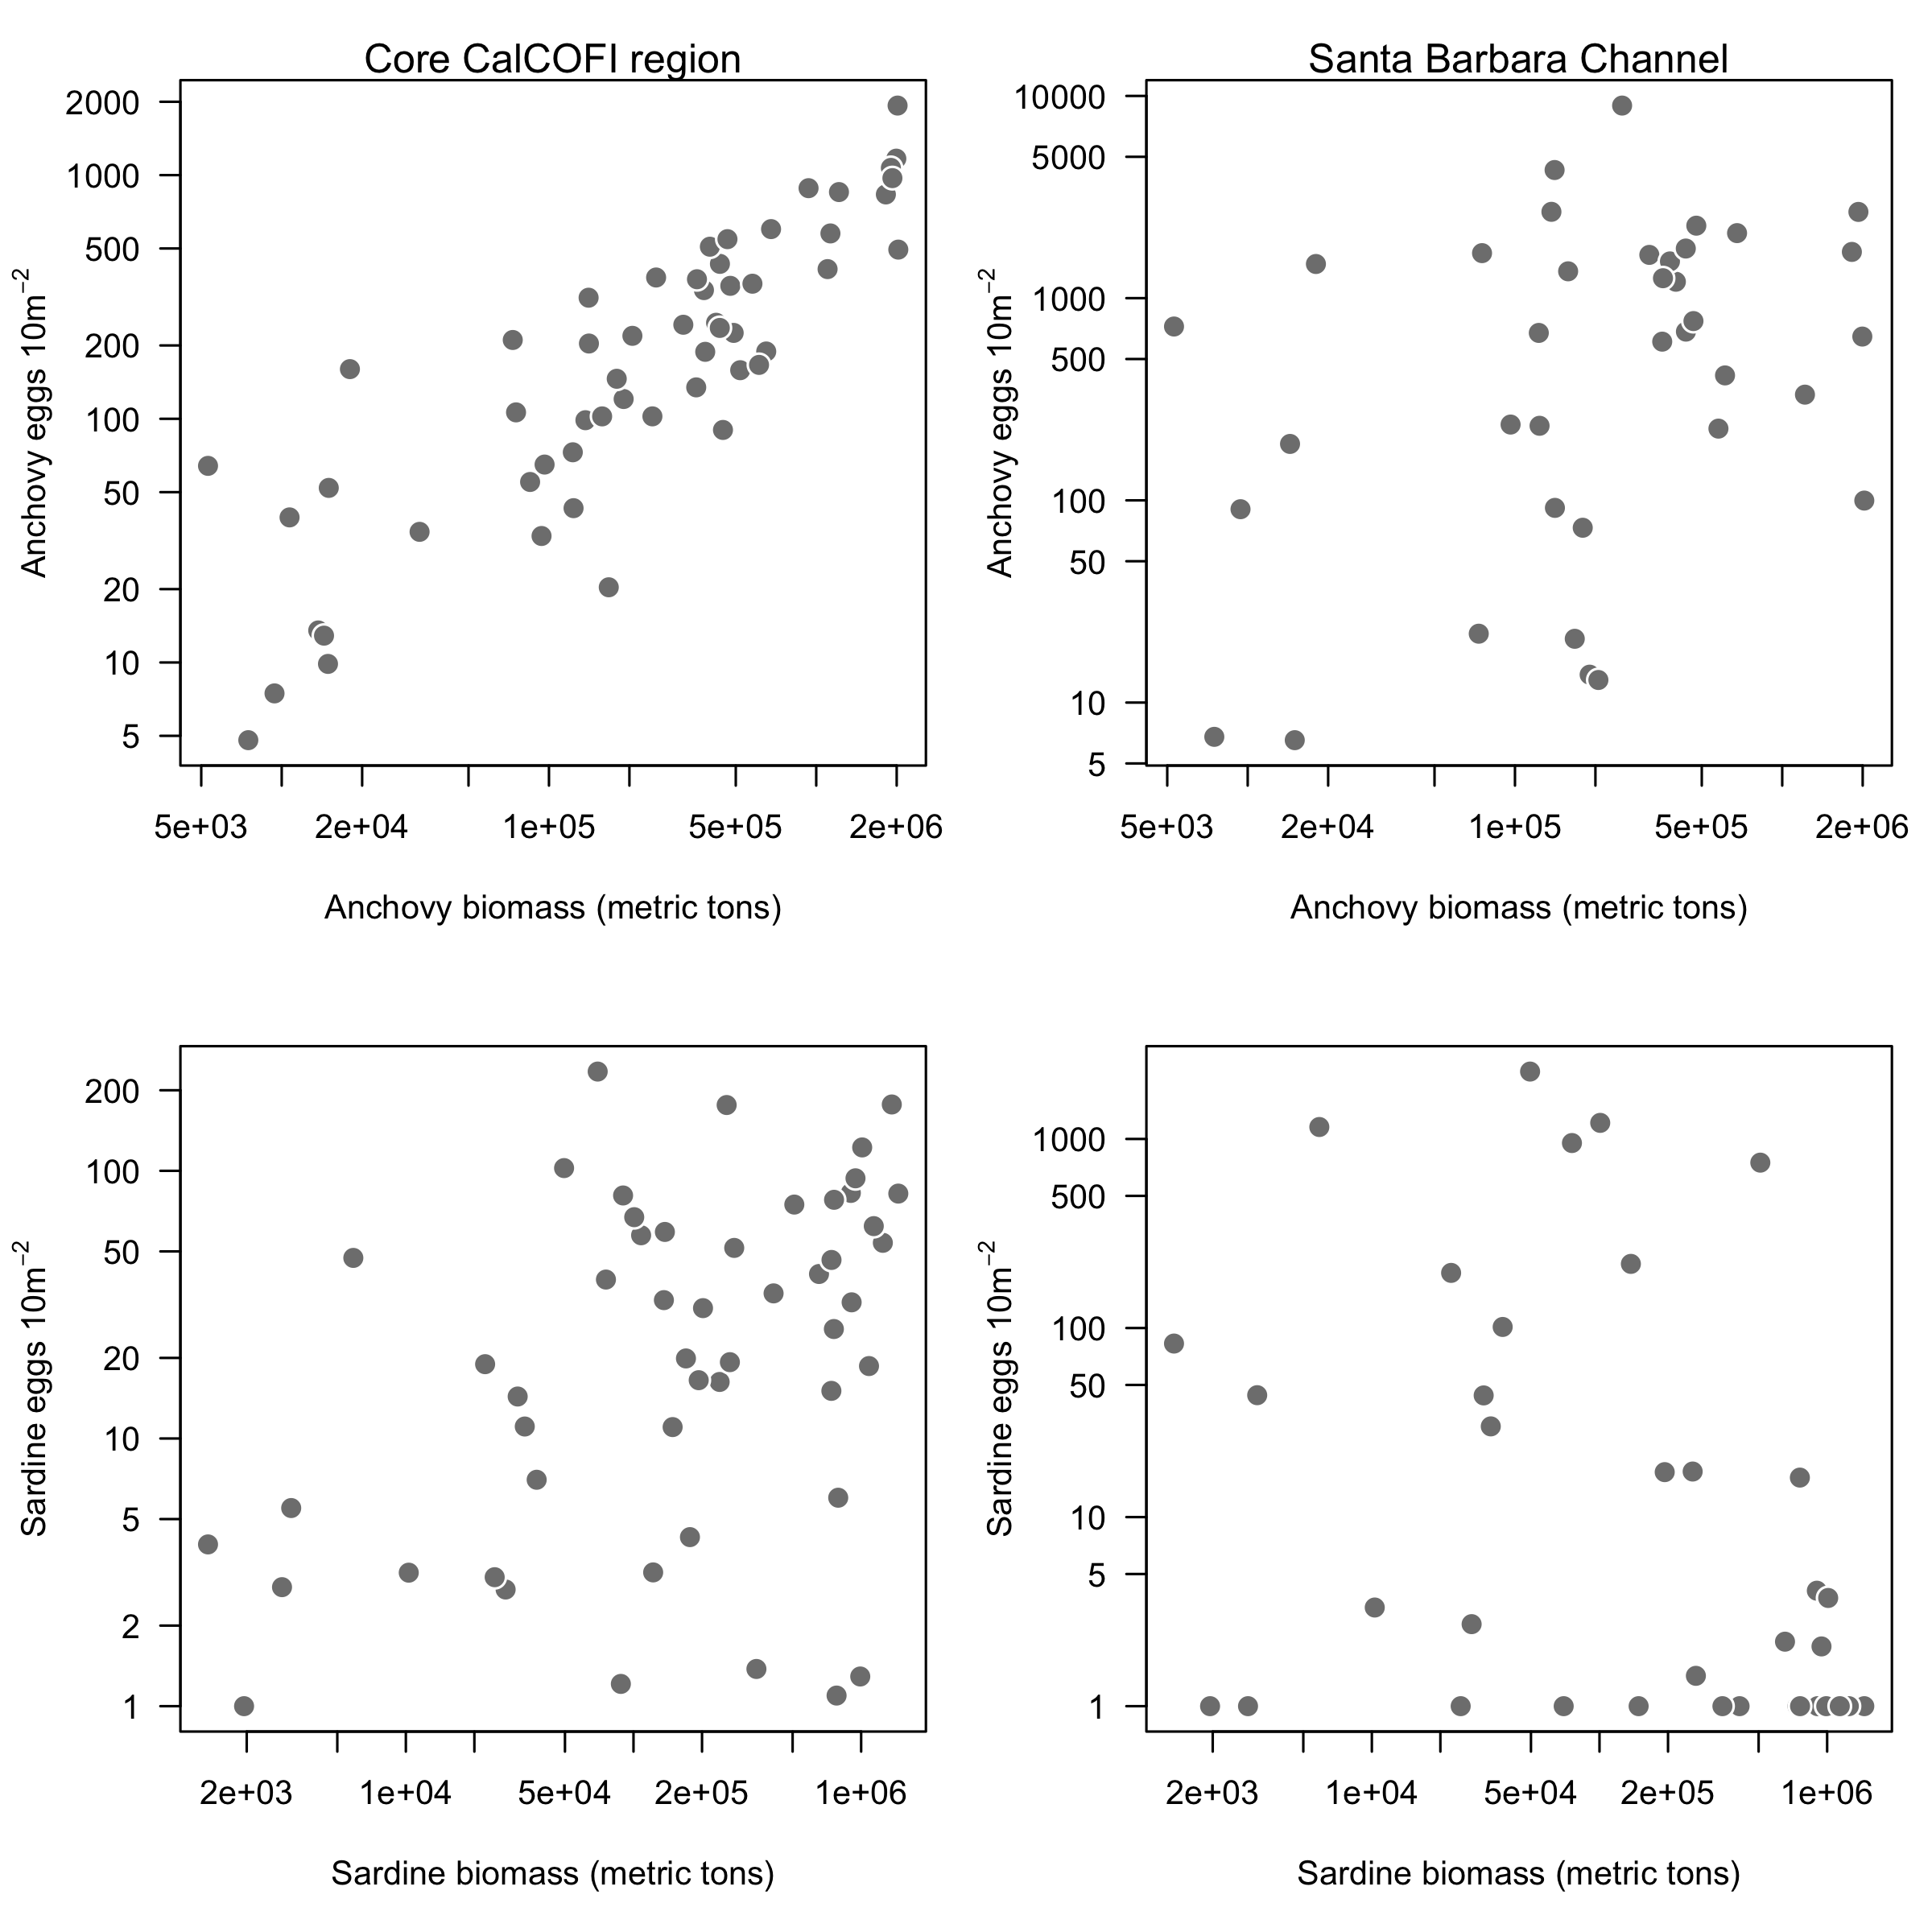 Core CalCOFI region
2000
1000
500
200
100
50
20
10
5
Anchovy eggs 10m⁻²
5e+03 2e+04 1e+05 5e+05 2e+06
Anchovy biomass (metric tons)
Santa Barbara Channel
10000
5000
1000
500
100
50
10
5
Anchovy eggs 10m⁻²
5e+03 2e+04 1e+05 5e+05 2e+06
Anchovy biomass (metric tons)
200
100
50
20
10
5
2
1
Sardine eggs 10m⁻²
2e+03 1e+04 5e+04 2e+05 1e+06
Sardine biomass (metric tons)
1000
500
100
50
10
5
1
Sardine eggs 10m⁻²
2e+03 1e+04 5e+04 2e+05 1e+06
Sardine biomass (metric tons)